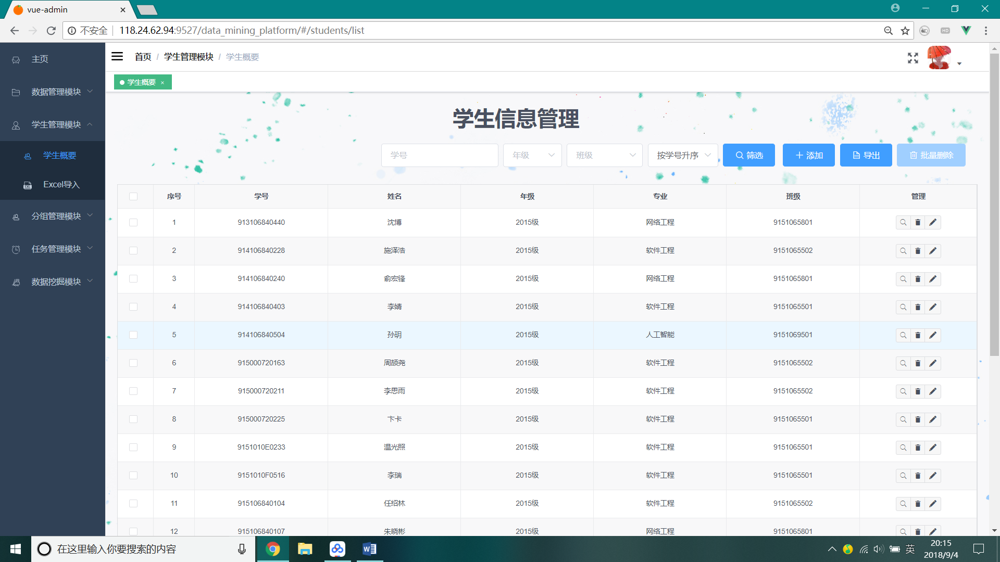 vue-admin
不安全 118.24.62.94:9527/data_mining_platform/#/students/list
主页
数据管理模块
学生管理模块
学生概要
Excel导入
分组管理模块
任务管理模块
数据挖掘模块
首页 / 学生管理模块 / 学生概要
学生概要
学生信息管理
学号 年级 班级 按学号升序 筛选 添加 导出 批量删除
序号 学号 姓名 年级 专业 班级 管理
1 913106840440 沈博 2015级 网络工程 9151065801
2 914106840228 施泽浩 2015级 软件工程 9151065502
3 914106840240 俞宏锋 2015级 网络工程 9151065801
4 914106840403 李婧 2015级 软件工程 9151065501
5 914106840504 孙玥 2015级 人工智能 9151069501
6 915000720163 周颉尧 2015级 软件工程 9151065502
7 915000720211 李思雨 2015级 软件工程 9151065502
8 915000720225 卞卡 2015级 软件工程 9151065501
9 9151010E0233 温光照 2015级 软件工程 9151065501
10 9151010F0516 李瑞 2015级 软件工程 9151065501
11 915106840104 任绍林 2015级 软件工程 9151065502
12 915106840107 朱晓彬 2015级 网络工程 9151065801
在这里输入你要搜索的内容
英
20:15
2018/9/4